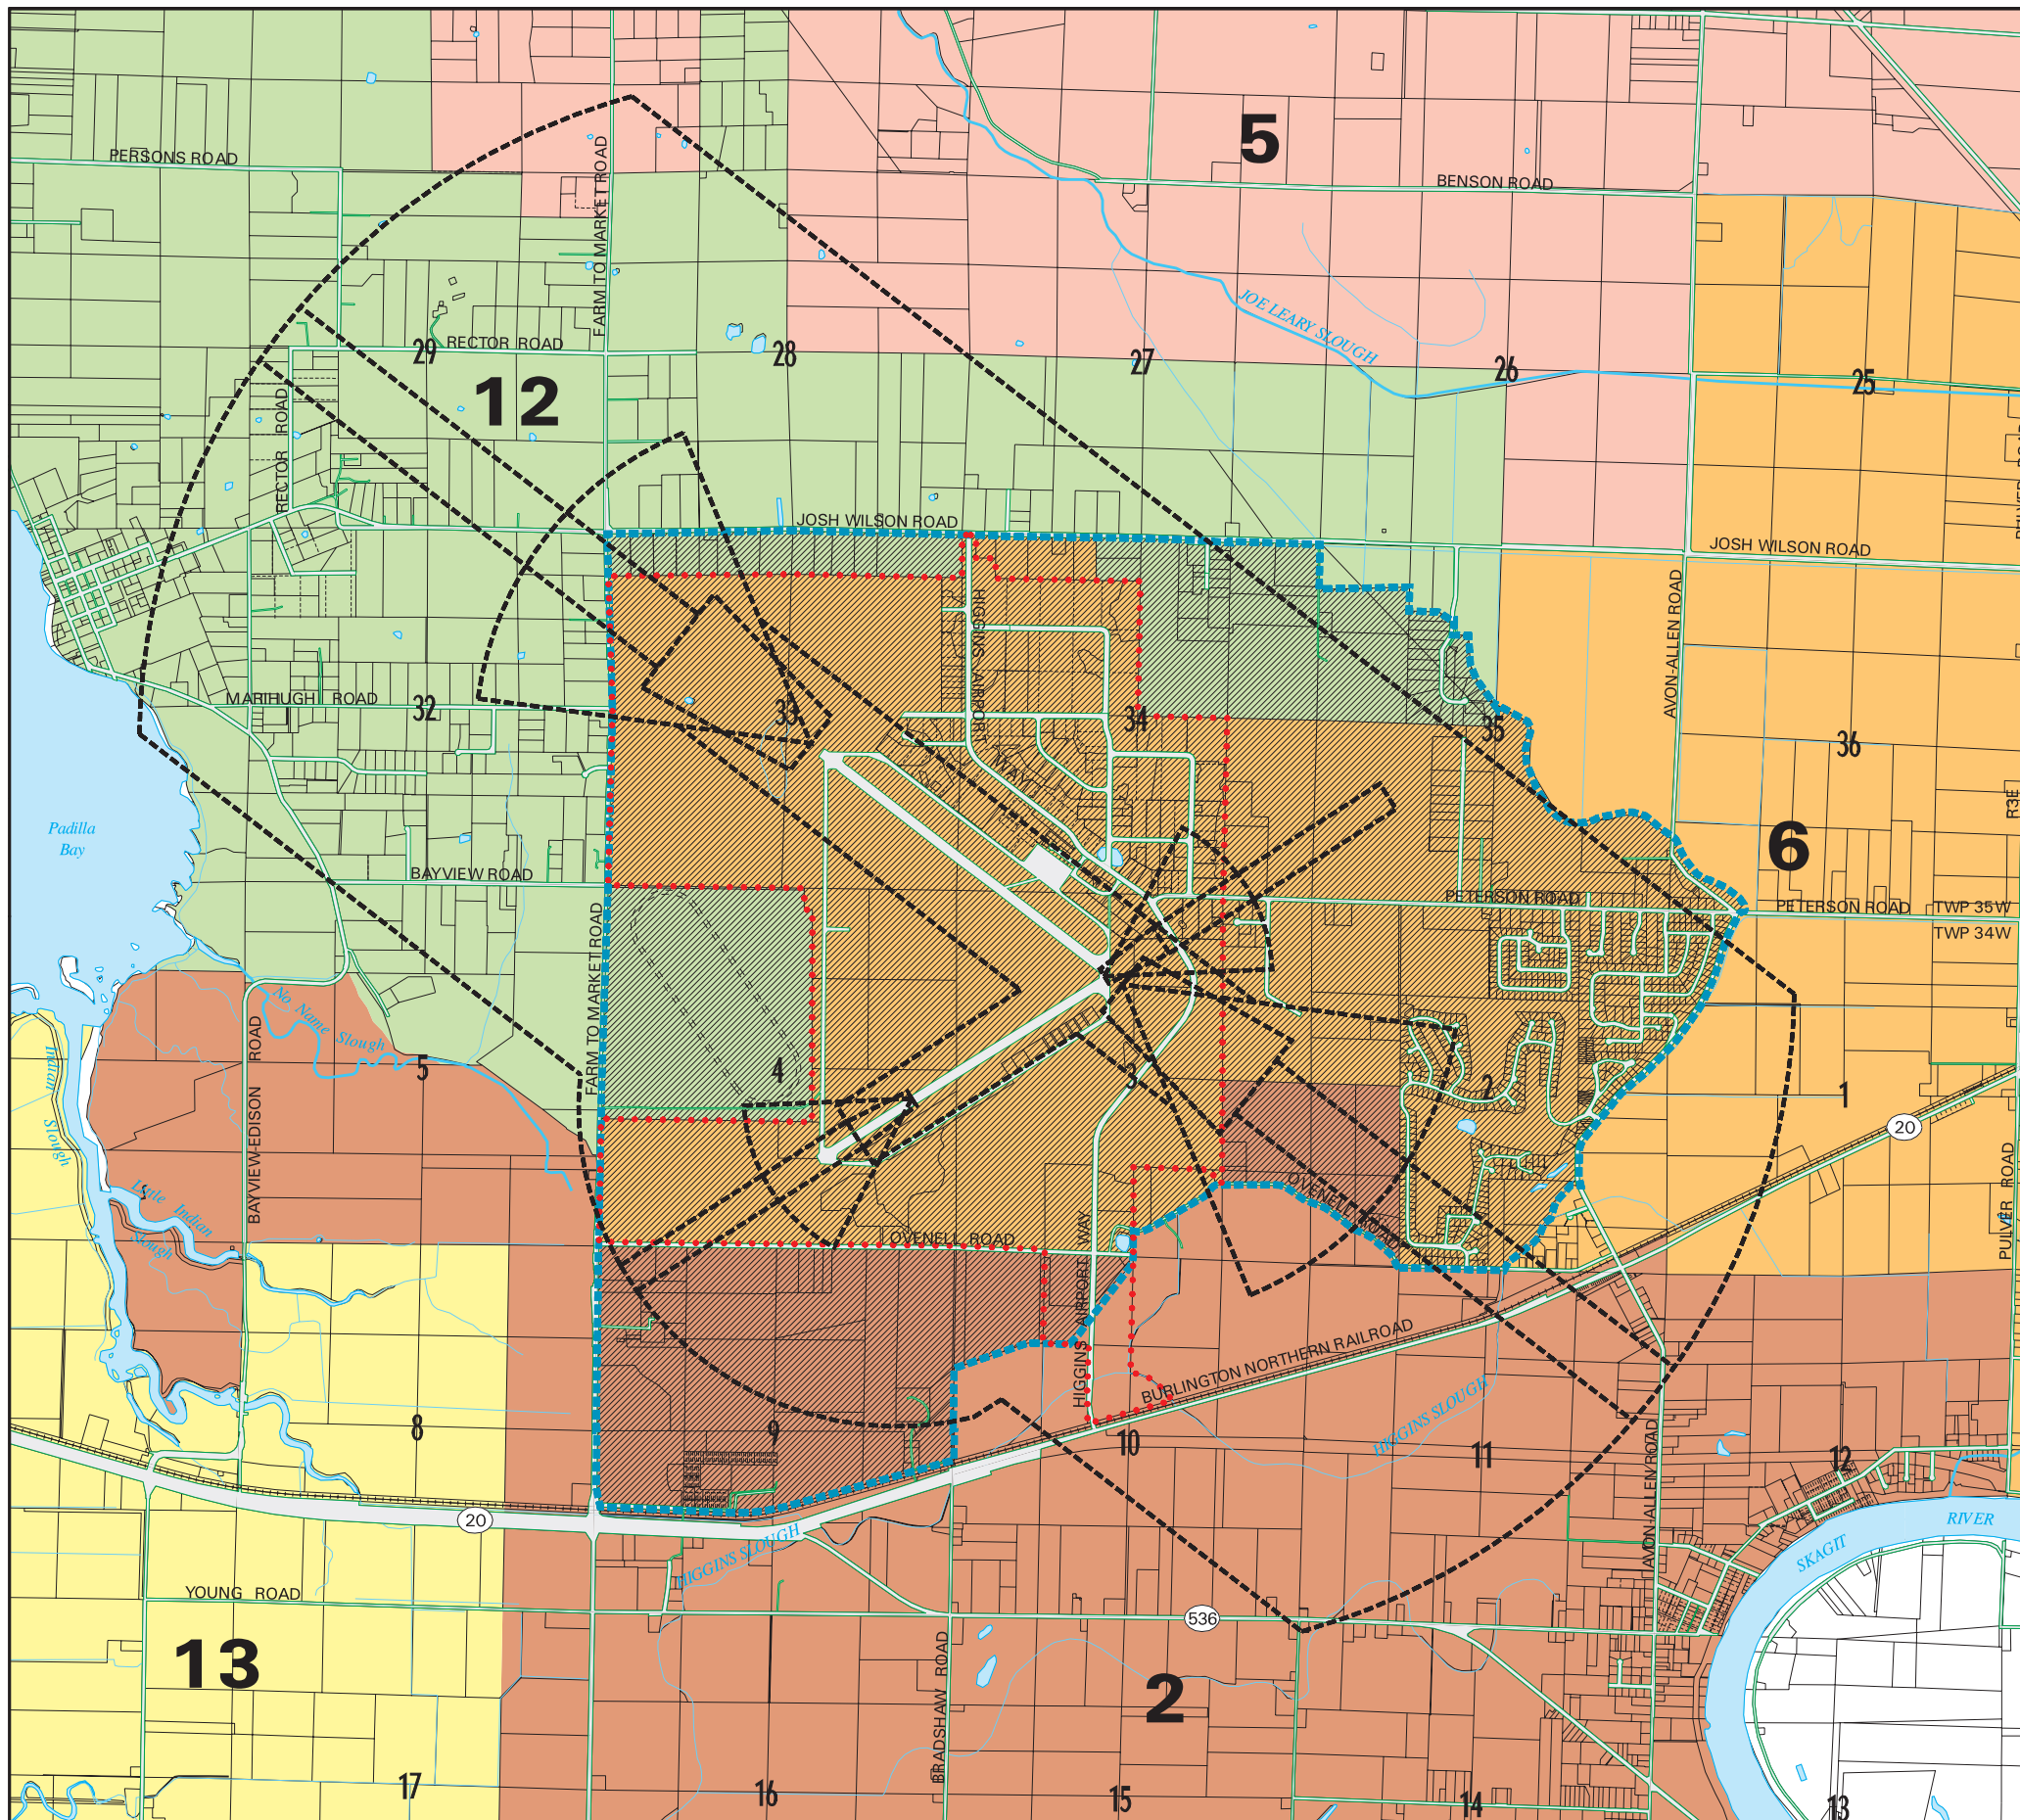 5
PERSONS ROAD
FARM TO MARKET ROAD
BENSON ROAD
JOE LEARY SLOUGH
29
RECTOR ROAD
28
27
26
25
12
RECTOR ROAD
JOSH WILSON ROAD
JOSH WILSON ROAD
AVON-ALLEN ROAD
HIGGINS AIRPORT WAY
MARIHUGH ROAD
32
33
34
35
36
R3E
Padilla
Bay
6
BAYVIEW ROAD
PETERSON ROAD
PETERSON ROAD
TWP 35W
TWP 34W
FARM TO MARKET ROAD
No Name Slough
BAYVIEW-EDISON ROAD
Indian Slough
5
4
3
2
1
20
Little Indian
Slough
OVENELL ROAD
OVENELL ROAD
PULVER ROAD
HIGGINS AIRPORT WAY
BURLINGTON NORTHERN RAILROAD
HIGGINS SLOUGH
8
9
10
11
12
AVON-ALLEN ROAD
20
HIGGINS SLOUGH
SKAGIT
RIVER
YOUNG ROAD
536
13
2
BRADSHAW ROAD
17
16
15
14
13